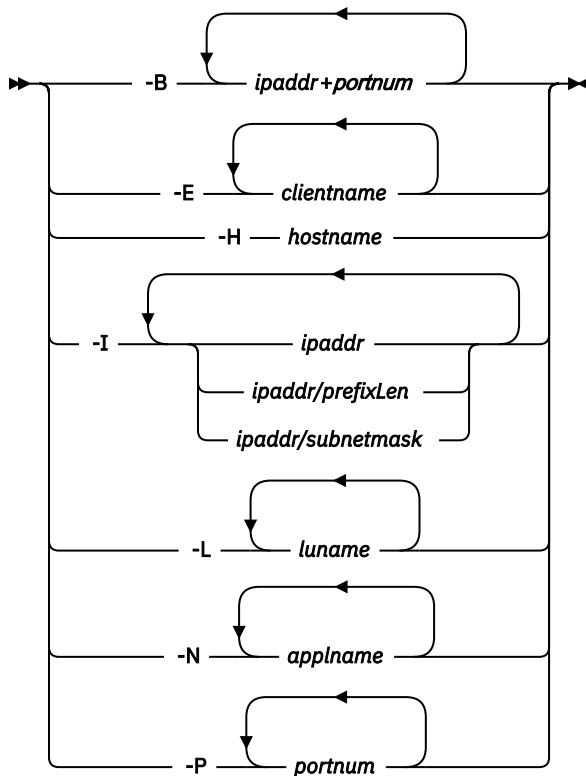 -B ipaddr+portnum
-E clientname
-H hostname
-I ipaddr
ipaddr/prefixLen
ipaddr/subnetmask
-L luname
-N applname
-P portnum